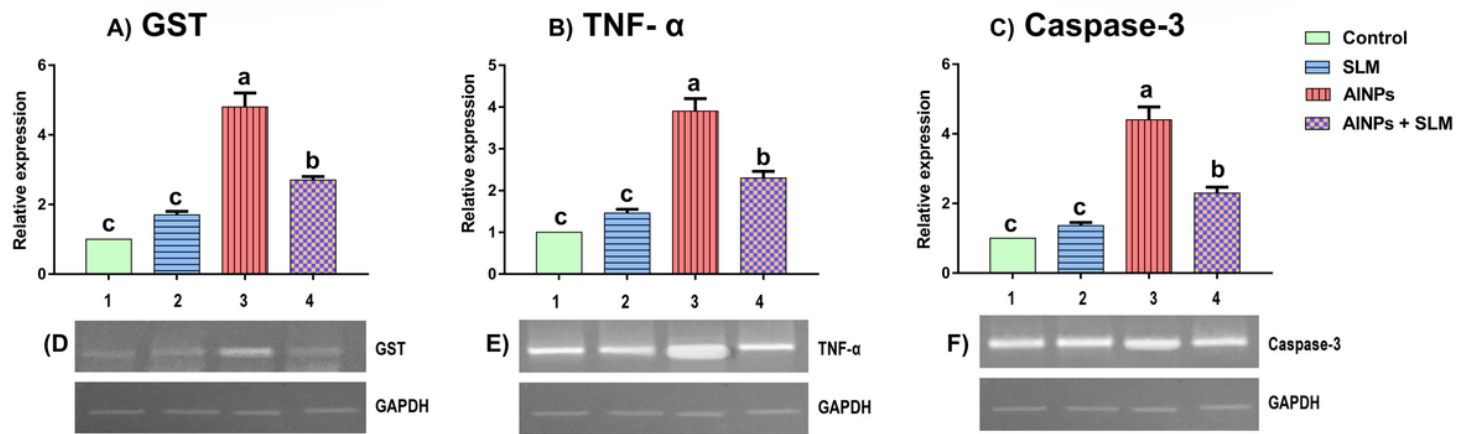 A) GST
Relative expression
6
4
2
0
c
c
a
b
1 2 3 4
B) TNF- α
Relative expression
5
4
3
2
1
0
c
c
a
b
1 2 3 4
C) Caspase-3
Relative expression
6
4
2
0
c
c
a
b
1 2 3 4
Control
SLM
AlNPs
AlNPs + SLM
(D
GST
GAPDH
E)
TNF-α
GAPDH
F)
Caspase-3
GAPDH